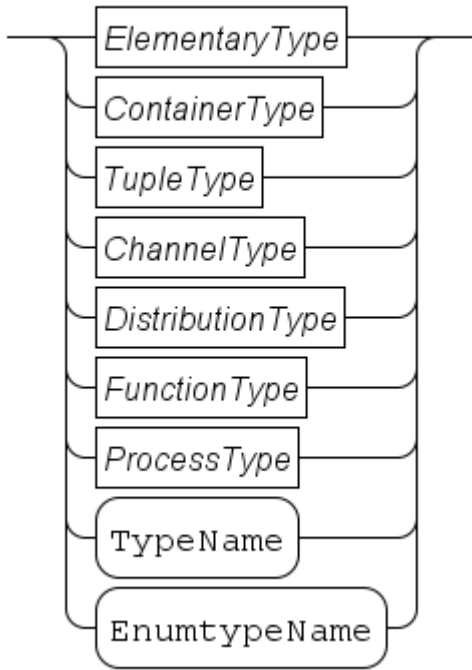 ElementaryType
ContainerType
TupleType
ChannelType
DistributionType
FunctionType
ProcessType
TypeName
EnumtypeName